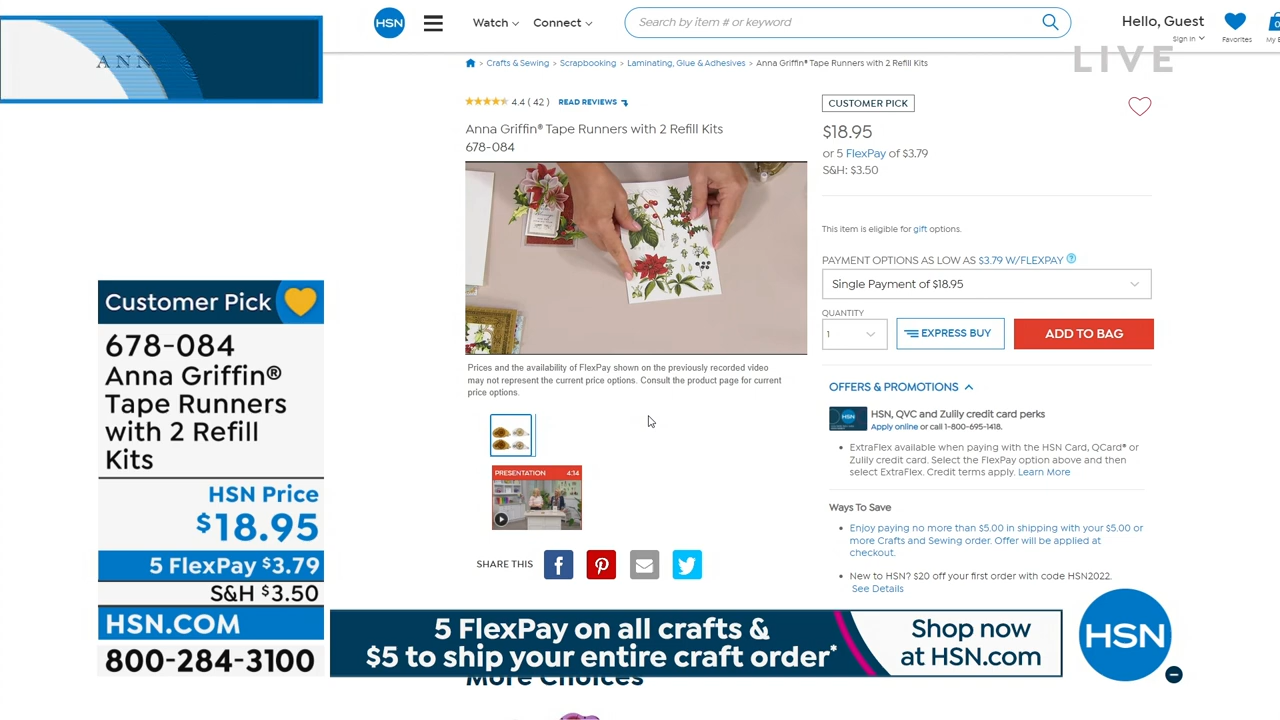 HSN
Watch
Connect
Search by item # or keyword
Hello, Guest
Sign In
Favorites
0
LIVE
Crafts & Sewing > Scrapbooking > Laminating, Glue & Adhesives > Anna Griffin® Tape Runners with 2 Refill Kits
4.4 ( 42 ) READ REVIEWS
Anna Griffin® Tape Runners with 2 Refill Kits
678-084
Prices and the availability of FlexPay shown on the previously recorded video
may not represent the current price options. Consult the product page for current
price options.
PRESENTATION 4:14
SHARE THIS
CUSTOMER PICK
$18.95
or 5 FlexPay of $3.79
S&H: $3.50
This item is eligible for gift options.
PAYMENT OPTIONS AS LOW AS $3.79 W/FLEXPAY ?
Single Payment of $18.95
QUANTITY
1
EXPRESS BUY
ADD TO BAG
OFFERS & PROMOTIONS
HSN
HSN, QVC and Zulily credit card perks
Apply online or call 1-800-695-1418.
• ExtraFlex available when paying with the HSN Card, QCard® or
Zulily credit card. Select the FlexPay option above and then
select ExtraFlex. Credit terms apply. Learn More
Ways To Save
• Enjoy paying no more than $5.00 in shipping with your $5.00 or
more Crafts and Sewing order. Offer will be applied at
checkout.
• New to HSN? $20 off your first order with code HSN2022.
See Details
Customer Pick
678-084
Anna Griffin®
Tape Runners
with 2 Refill
Kits
HSN Price
$18.95
5 FlexPay $3.79
S&H $3.50
HSN.COM
800-284-3100
5 FlexPay on all crafts &
$5 to ship your entire craft order*
Shop now
at HSN.com
HSN
More Choices